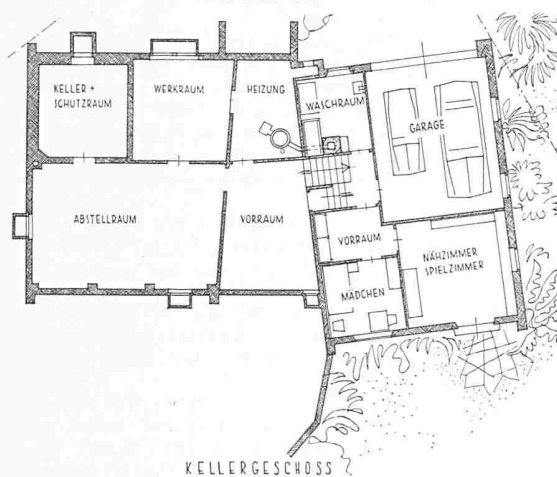 KELLER +
SCHUTZRAUM
WERKRAUM
HEIZUNG
WASCHRAUM
GARAGE
ABSTELLRAUM
VORRAUM
VORRAUM
NÄHZIMMER
SPIELZIMMER
MÄDCHEN
KELLERGESCHOSS